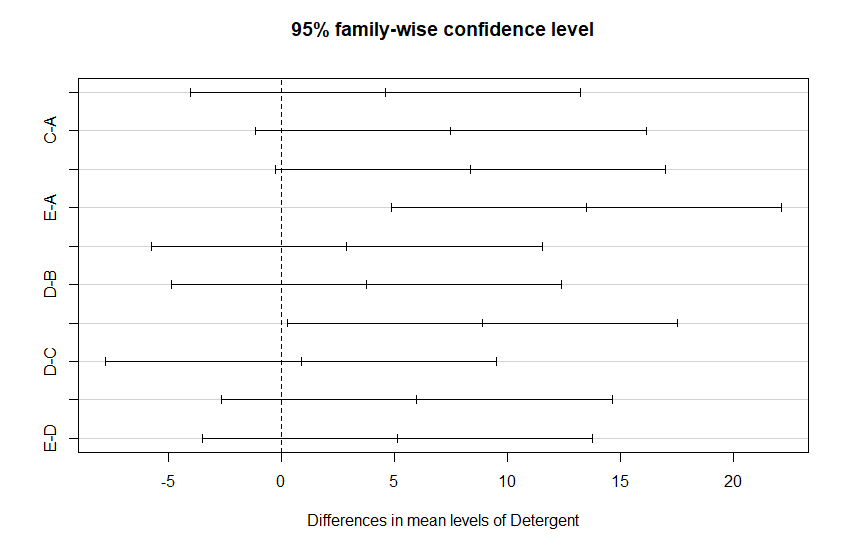 95% family-wise confidence level
C-A
E-A
D-B
D-C
E-D
-5 0 5 10 15 20
Differences in mean levels of Detergent